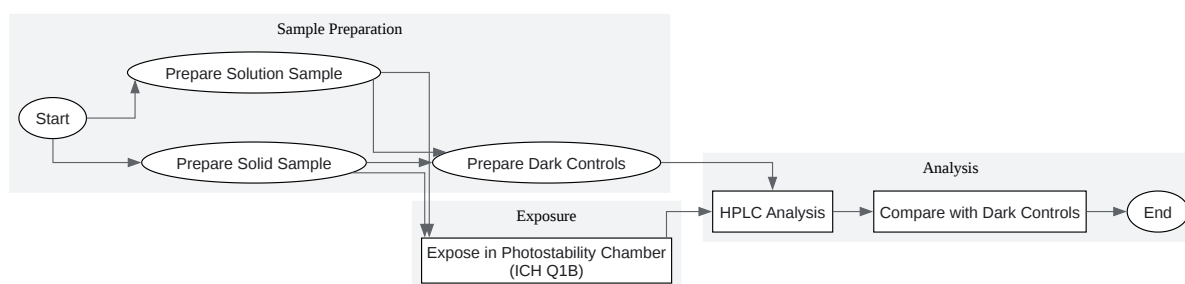 Sample Preparation
Prepare Solution Sample
Start
Prepare Solid Sample
Prepare Dark Controls
Exposure
Expose in Photostability Chamber
(ICH Q1B)
Analysis
HPLC Analysis
Compare with Dark Controls
End